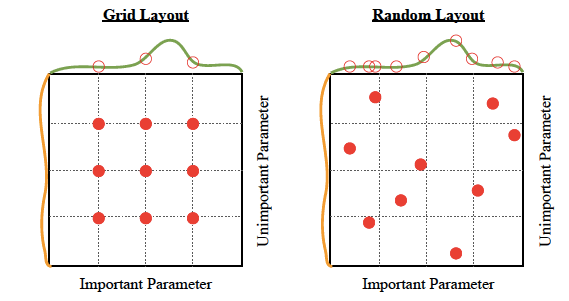 Grid Layout
Unimportant Parameter
Important Parameter
Random Layout
Unimportant Parameter
Important Parameter